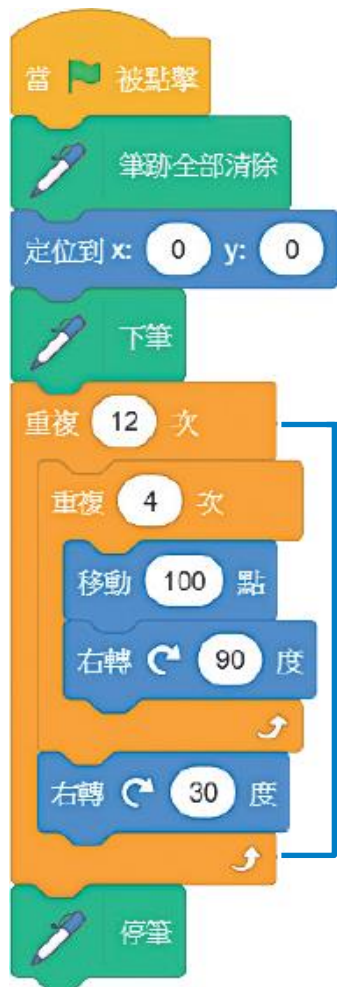 當 被點擊
筆跡全部清除
定位到 x: 0 y: 0
下筆
重複 12 次
重複 4 次
移動 100 點
右轉 90 度
右轉 30 度
停筆